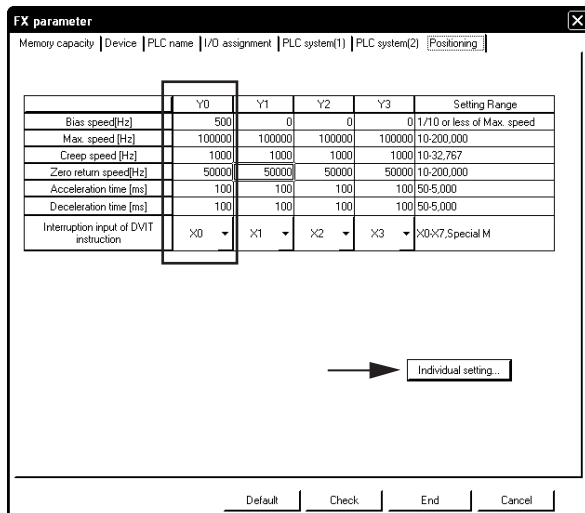 FX parameter
Memory capacity Device PLC name I/O assignment PLC system(1) PLC system(2) Positioning
Y0 Y1 Y2 Y3 Setting Range
Bias speed[Hz] 500 0 0 0 1/10 or less of Max. speed
Max. speed [Hz] 100000 100000 100000 100000 10-200,000
Creep speed [Hz] 1000 1000 1000 1000 10-32,767
Zero return speed[Hz] 50000 50000 50000 50000 10-200,000
Acceleration time [ms] 100 100 100 100 50-5,000
Deceleration time [ms] 100 100 100 100 50-5,000
Interruption input of DVIT
instruction X0 X1 X2 X3 X0-X7,Special M
Individual setting...
Default Check End Cancel